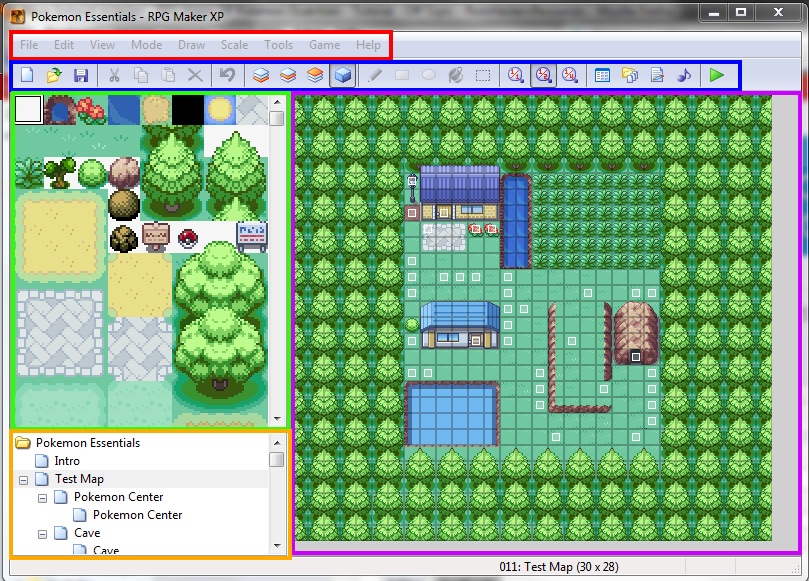 Pokemon Essentials - RPG Maker XP
File Edit View Mode Draw Scale Tools Game Help
Pokemon Essentials
Intro
Test Map
Pokemon Center
Pokemon Center
Cave
Cave
011: Test Map (30 x 28)